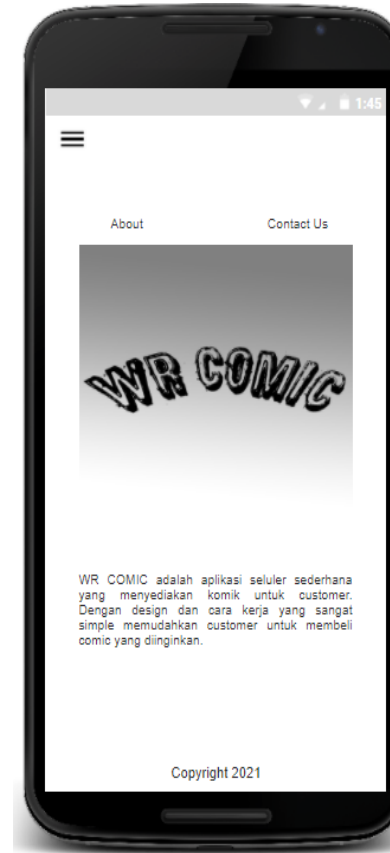 1:45
About Contact Us
WR COMIC
WR COMIC adalah aplikasi seluler sederhana
yang menyediakan komik untuk customer.
Dengan design dan cara kerja yang sangat
simple memudahkan customer untuk membeli
comic yang diinginkan.
Copyright 2021